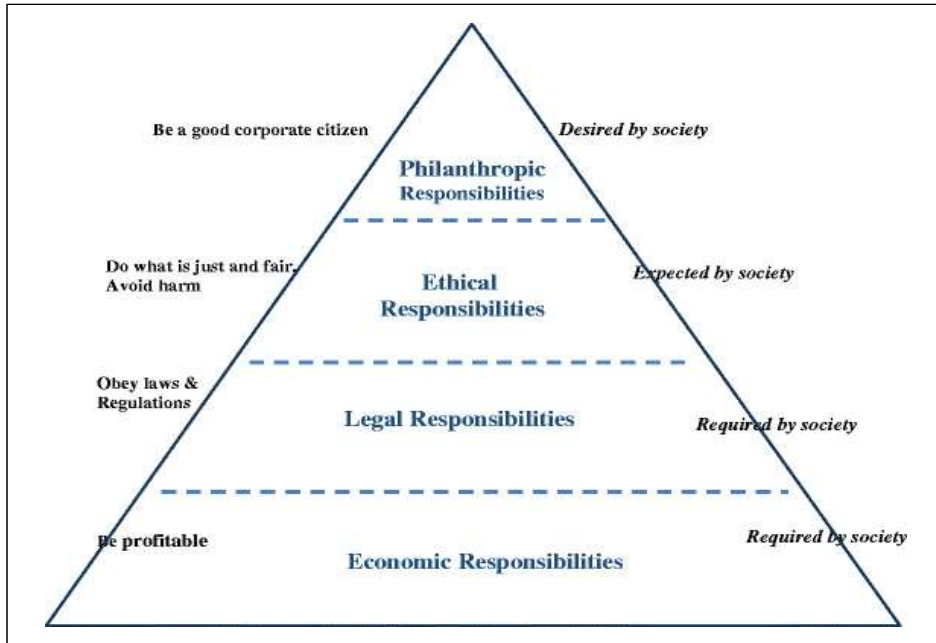 Be a good corporate citizen
Desired by society
Philanthropic
Responsibilities
Do what is just and fair,
Avoid harm
Expected by society
Ethical
Responsibilities
Obey laws &
Regulations
Legal Responsibilities
Required by society
Be profitable
Required by society
Economic Responsibilities